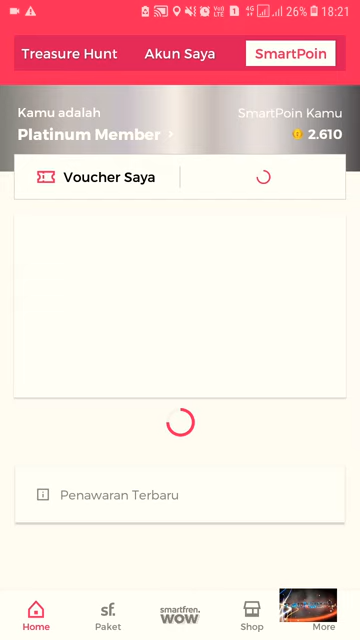 4G 26% 18:21
Treasure Hunt Akun Saya SmartPoin
Kamu adalah SmartPoin Kamu
Platinum Member > 2.610
Voucher Saya
Penawaran Terbaru
sf. smartfren.
WOW
Home Paket Shop More